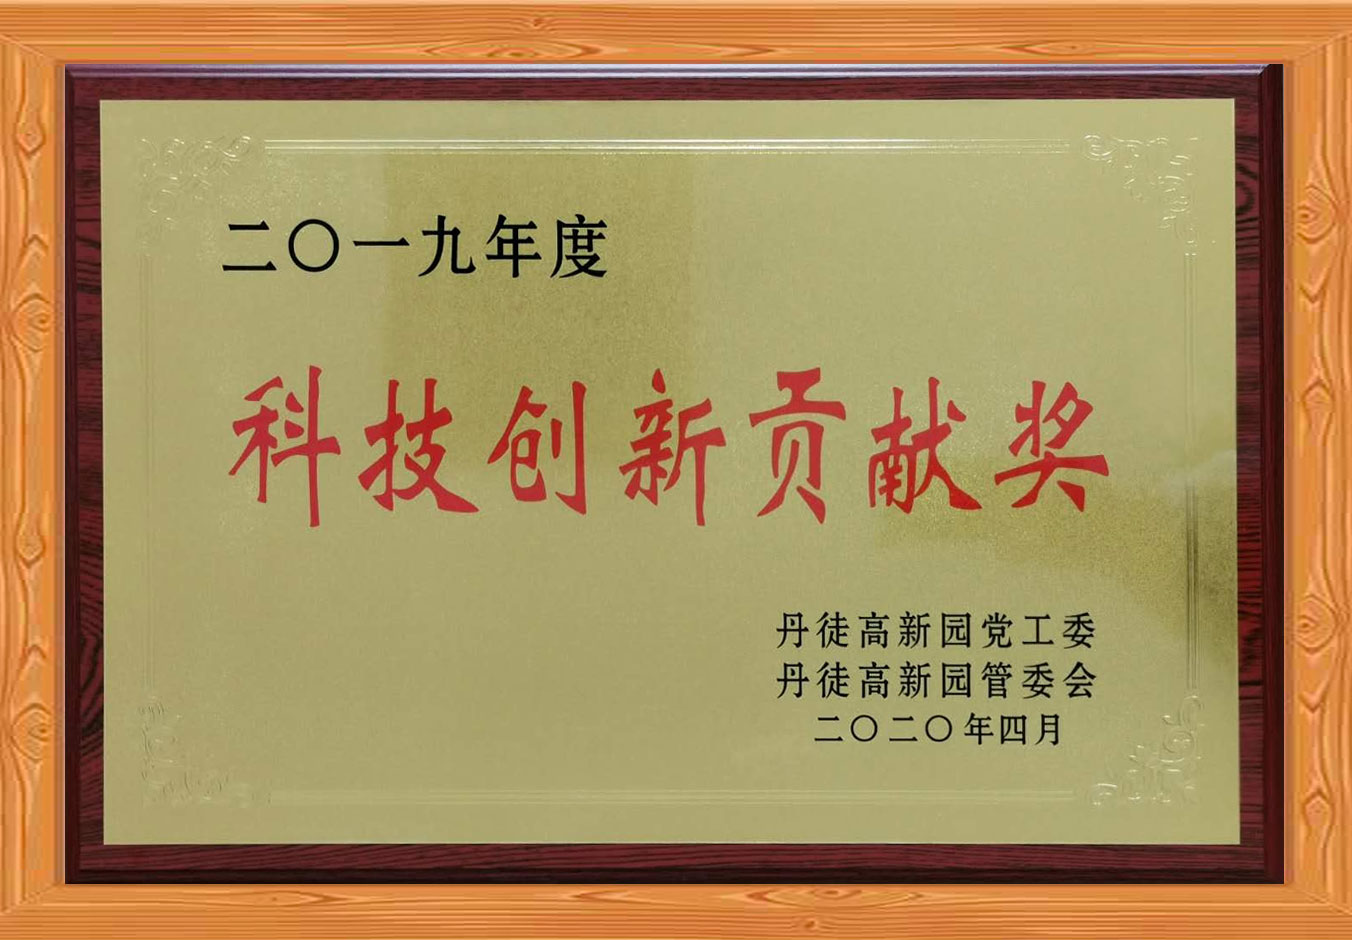 二〇一九年度
科技创新贡献奖
丹徒高新园党工委
丹徒高新园管委会
二〇二〇年四月